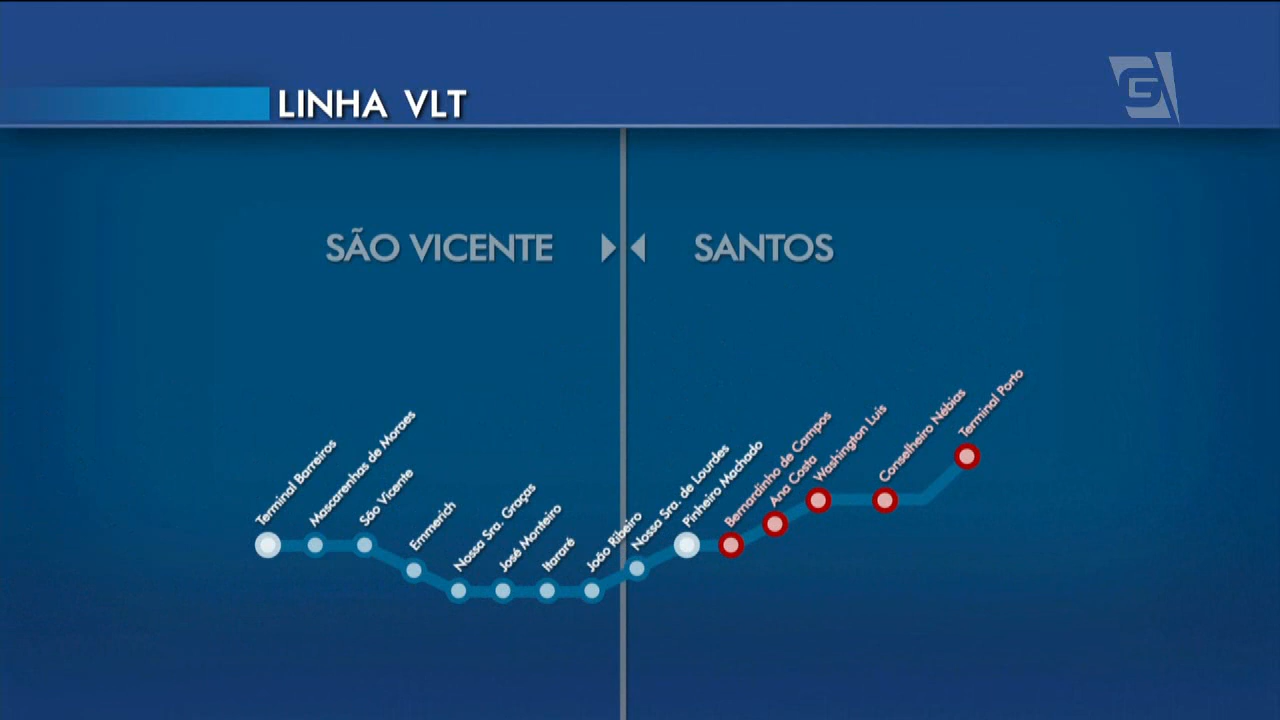 LINHA VLT
SÃO VICENTE
SANTOS
Terminal Barreiros
Mascarenhas de Moraes
São Vicente
Emmerich
Nossa Sra. Graças
José Monteiro
Itararé
João Ribeiro
Nossa Sra. de Lourdes
Pinheiro Machado
Bernardinho de Campos
Ana Costa
Washington Luis
Conselheiro Nébias
Terminal Porto